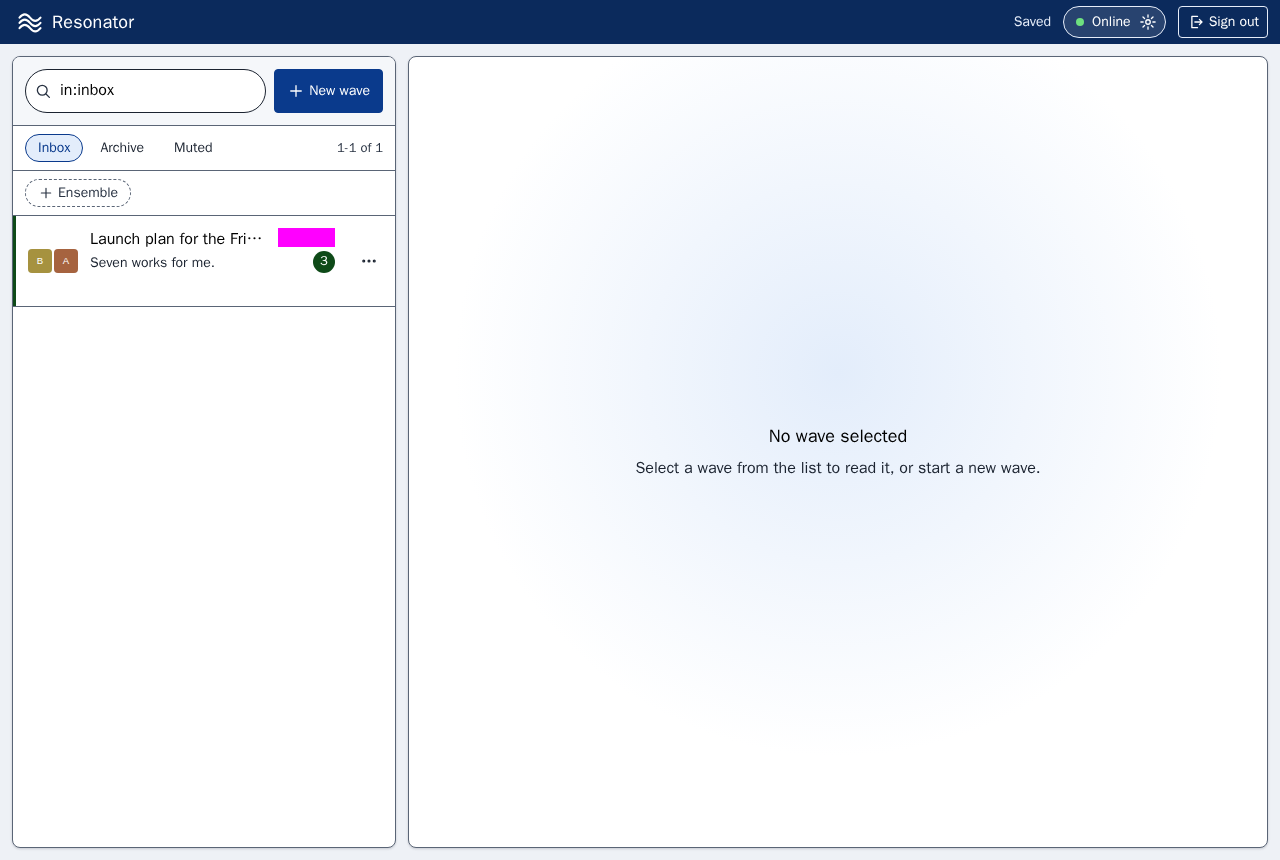 Resonator
Saved
Online
Sign out
in:inbox
New wave
Inbox
Archive
Muted
1-1 of 1
Ensemble
B
A
Launch plan for the Fri···
Seven works for me.
3
No wave selected
Select a wave from the list to read it, or start a new wave.